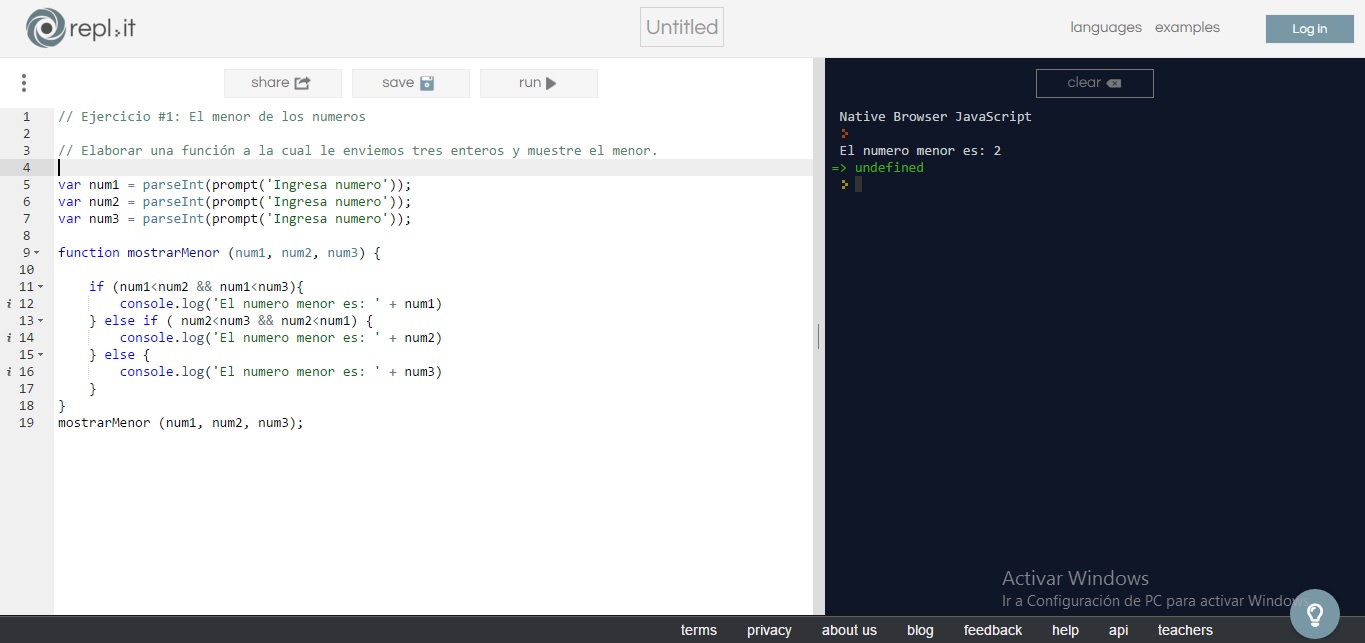 repl.it
Untitled
languages examples Log in
share save run
clear
1 // Ejercicio #1: El menor de los numeros
2
3 // Elaborar una función a la cual le enviemos tres enteros y muestre el menor.
4
5 var num1 = parseInt(prompt('Ingresa numero'));
6 var num2 = parseInt(prompt('Ingresa numero'));
7 var num3 = parseInt(prompt('Ingresa numero'));
8
9 function mostrarMenor (num1, num2, num3) {
10
11 if (num1<num2 && num1<num3){
i 12 console.log('El numero menor es: ' + num1)
13 } else if ( num2<num3 && num2<num1) {
i 14 console.log('El numero menor es: ' + num2)
15 } else {
i 16 console.log('El numero menor es: ' + num3)
17 }
18 }
19 mostrarMenor (num1, num2, num3);
Native Browser JavaScript
El numero menor es: 2
=> undefined
Activar Windows
Ir a Configuración de PC para activar Windows.
terms privacy about us blog feedback help api teachers